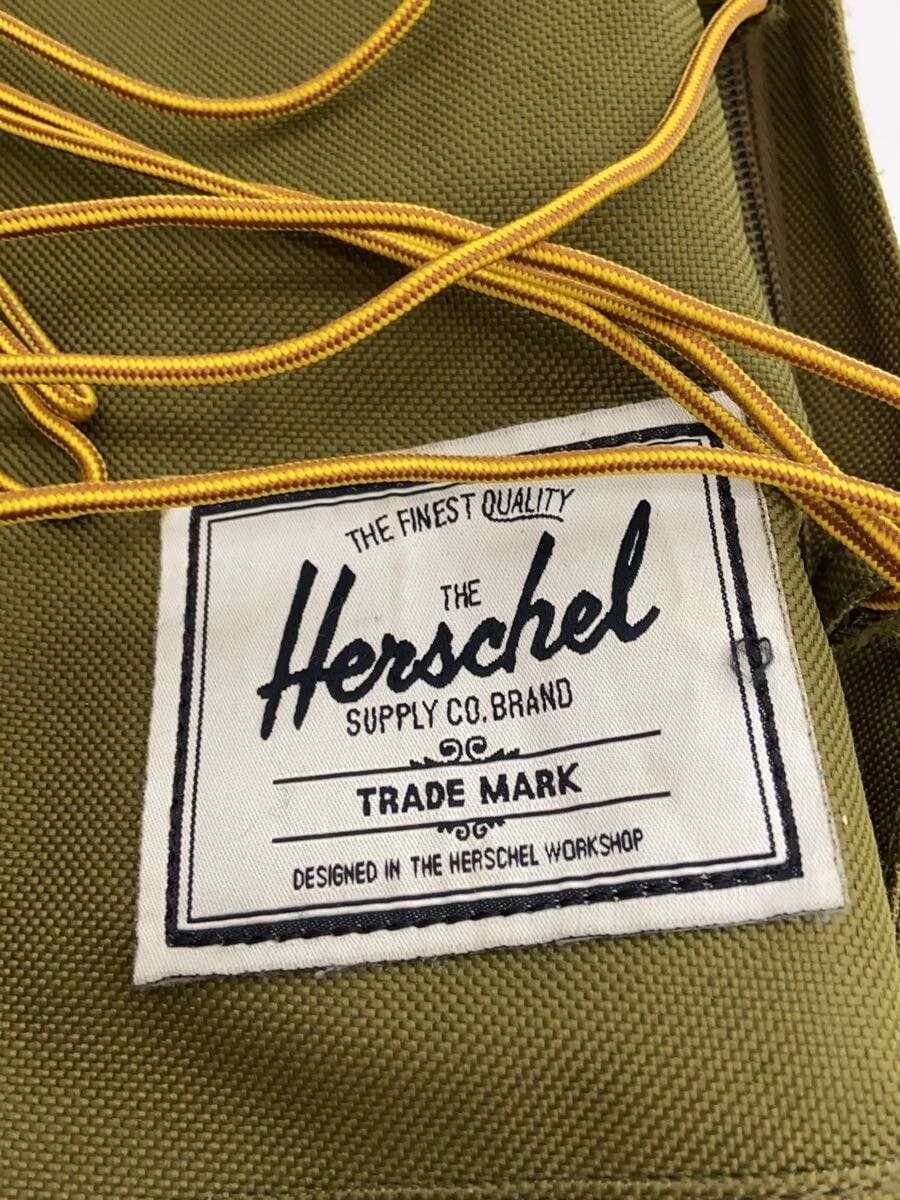 THE FINEST QUALITY
THE
Herschel
SUPPLY CO. BRAND
TRADE MARK
DESIGNED IN THE HERSCHEL WORKSHOP